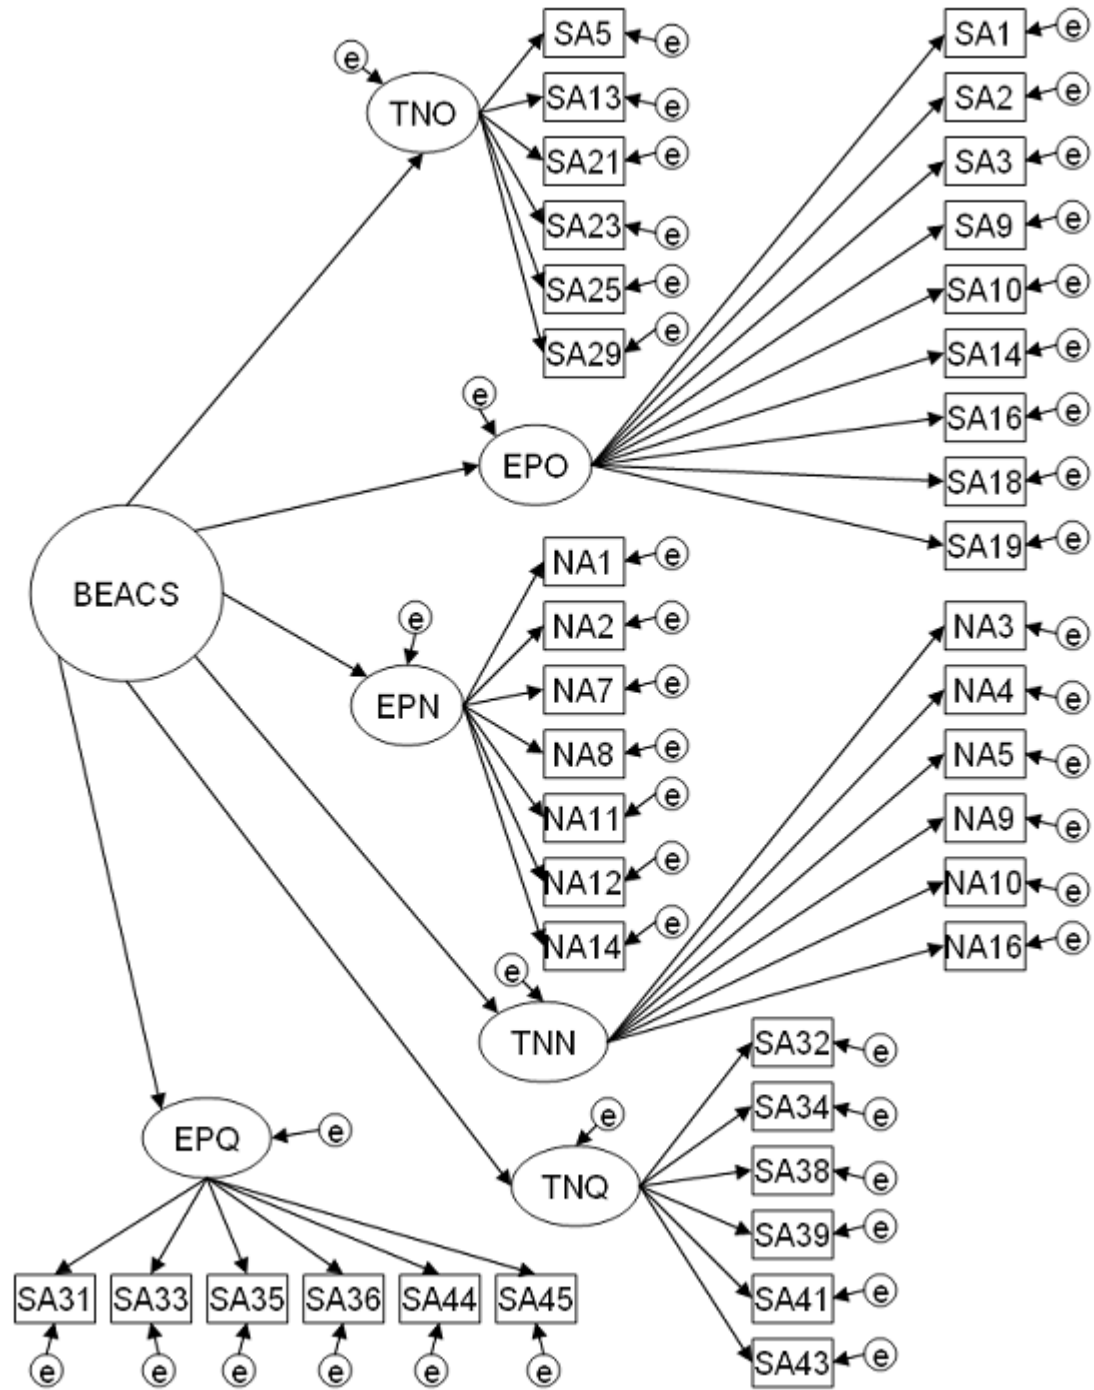 e
TNO
SA5
e
SA13
e
SA21
e
SA23
e
SA25
e
SA29
e
e
EPO
SA1
e
SA2
e
SA3
e
SA9
e
SA10
e
SA14
e
SA16
e
SA18
e
SA19
e
BEACS
e
EPN
NA1
e
NA2
e
NA7
e
NA8
e
NA11
e
NA12
e
NA14
e
e
TNN
NA3
e
NA4
e
NA5
e
NA9
e
NA10
e
NA16
e
e
TNQ
SA32
e
SA34
e
SA38
e
SA39
e
SA41
e
SA43
e
EPQ
e
SA31
SA33
SA35
SA36
SA44
SA45
e
e
e
e
e
e